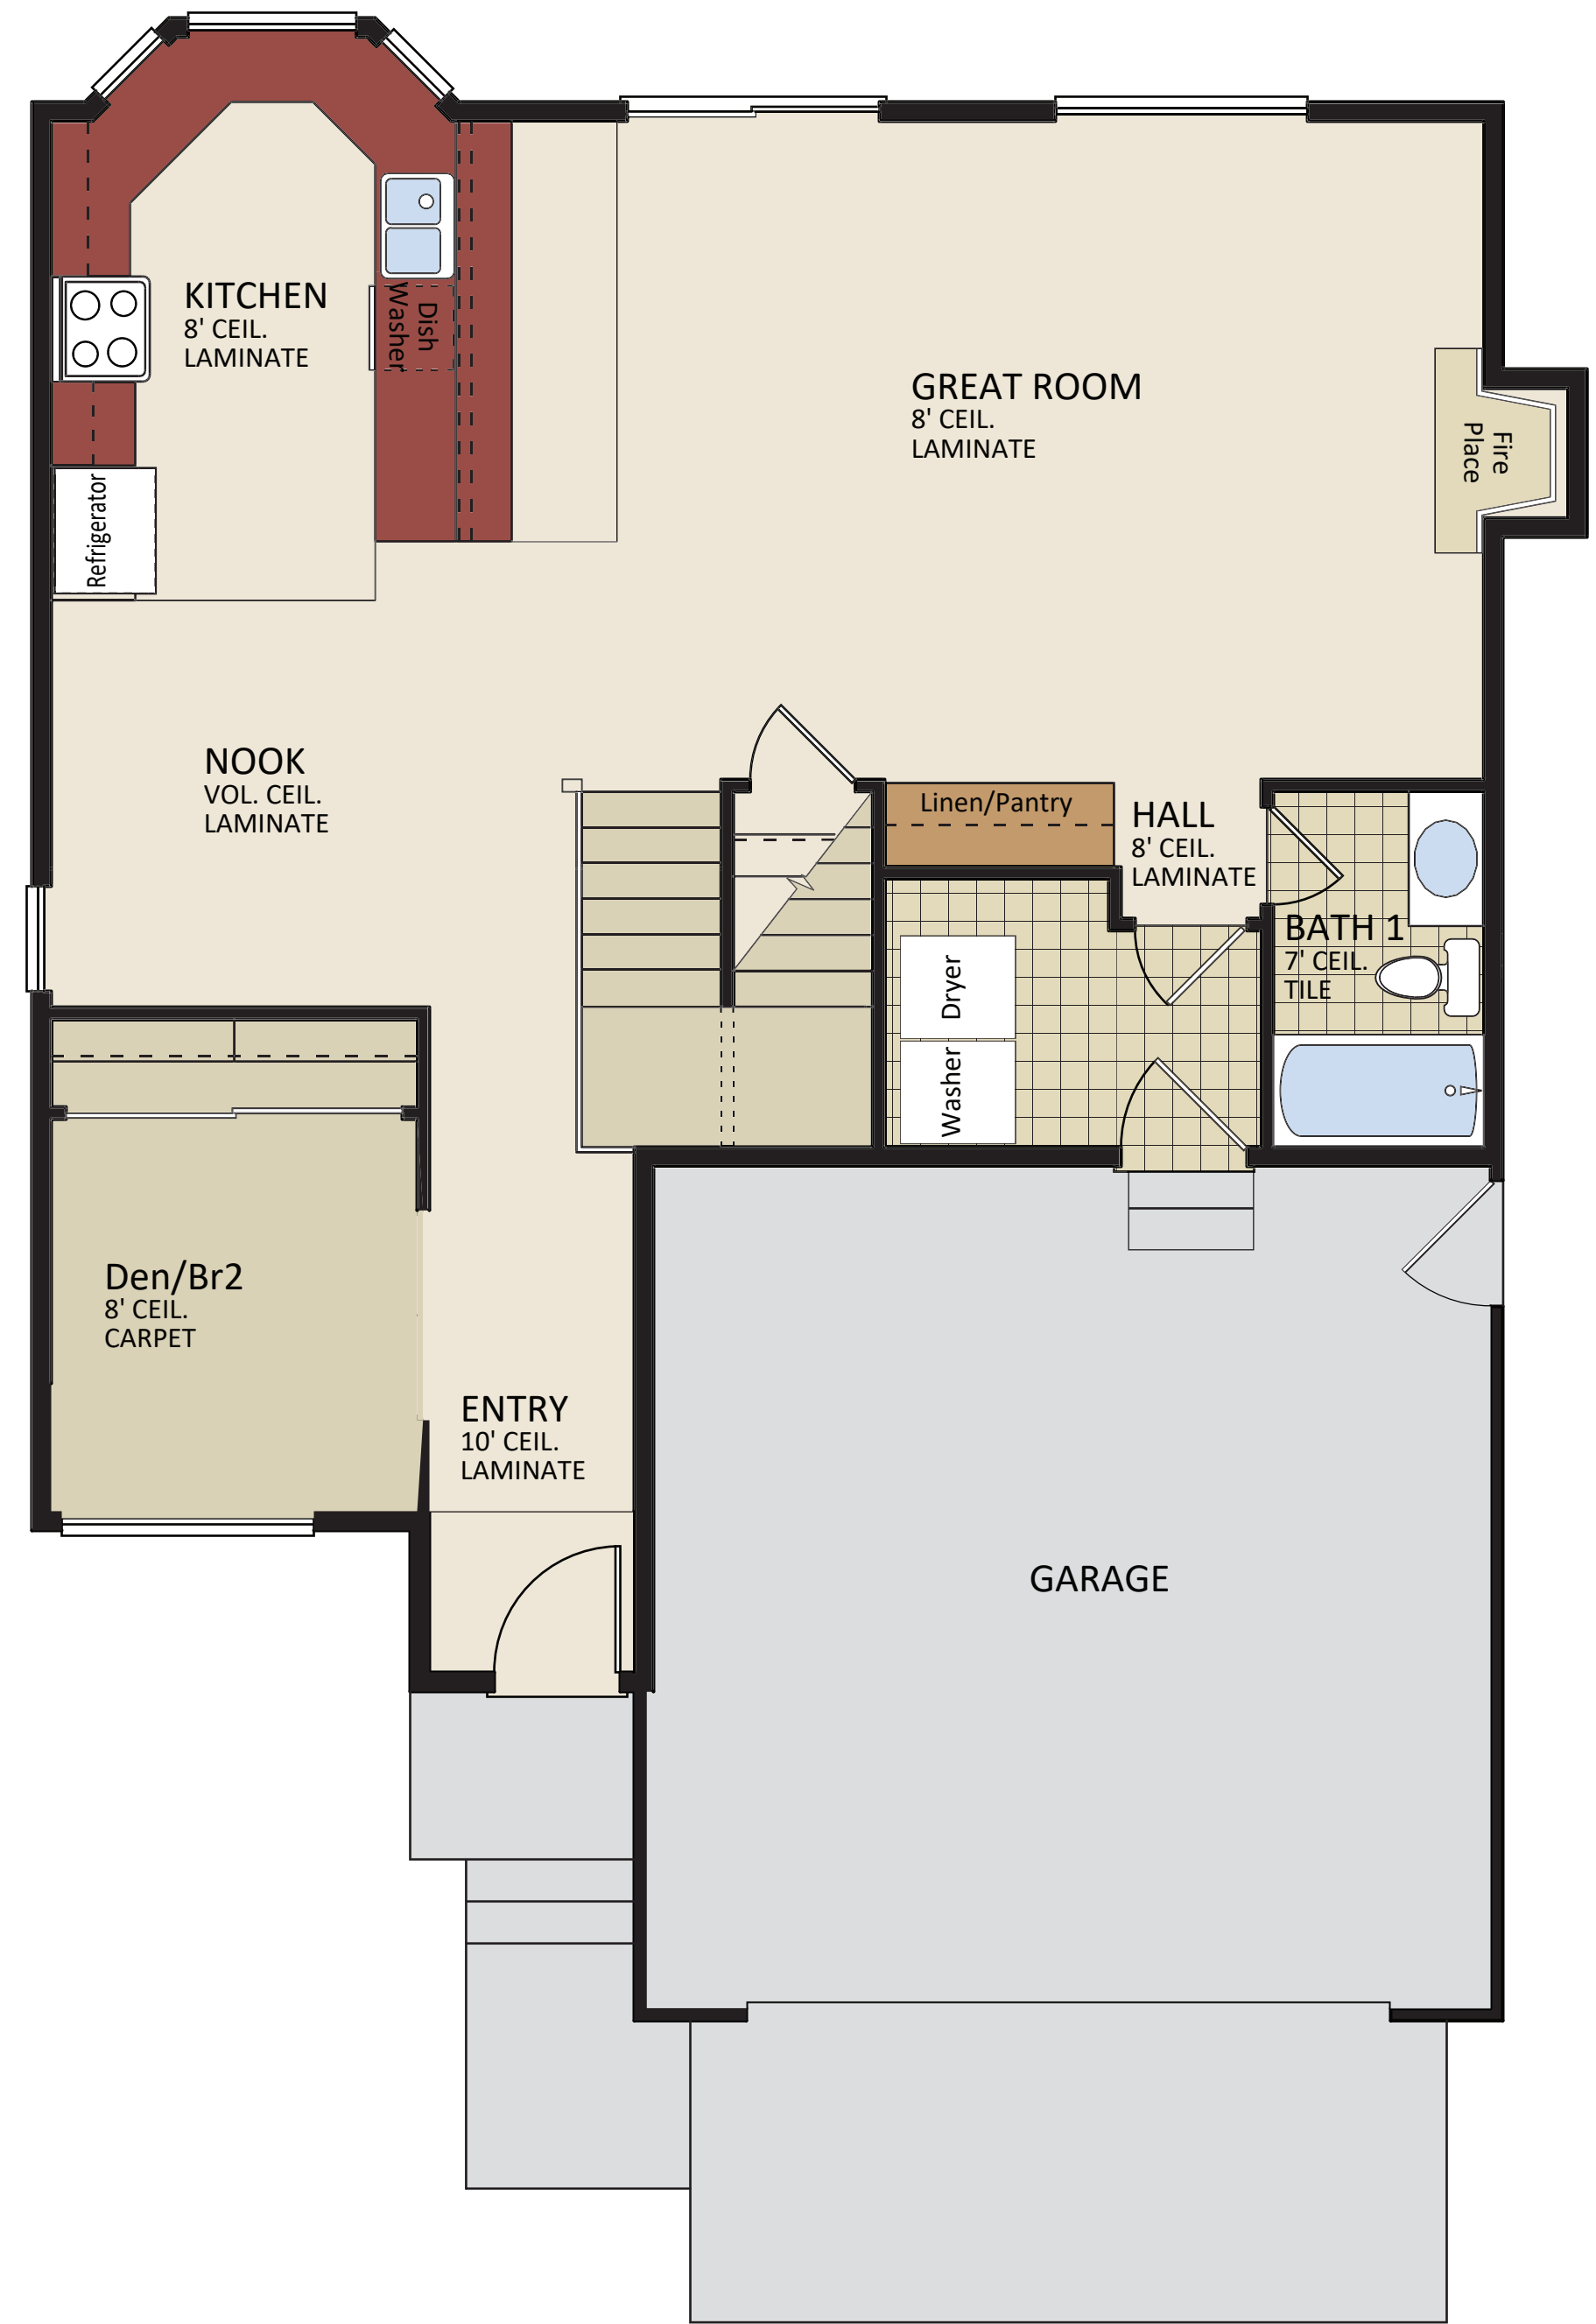 KITCHEN
8' CEIL.
LAMINATE
Dish
Washer
Refrigerator
GREAT ROOM
8' CEIL.
LAMINATE
Fire
Place
NOOK
VOL. CEIL.
LAMINATE
Linen/Pantry
HALL
8' CEIL.
LAMINATE
BATH 1
7' CEIL.
TILE
Dryer
Washer
Den/Br2
8' CEIL.
CARPET
ENTRY
10' CEIL.
LAMINATE
GARAGE